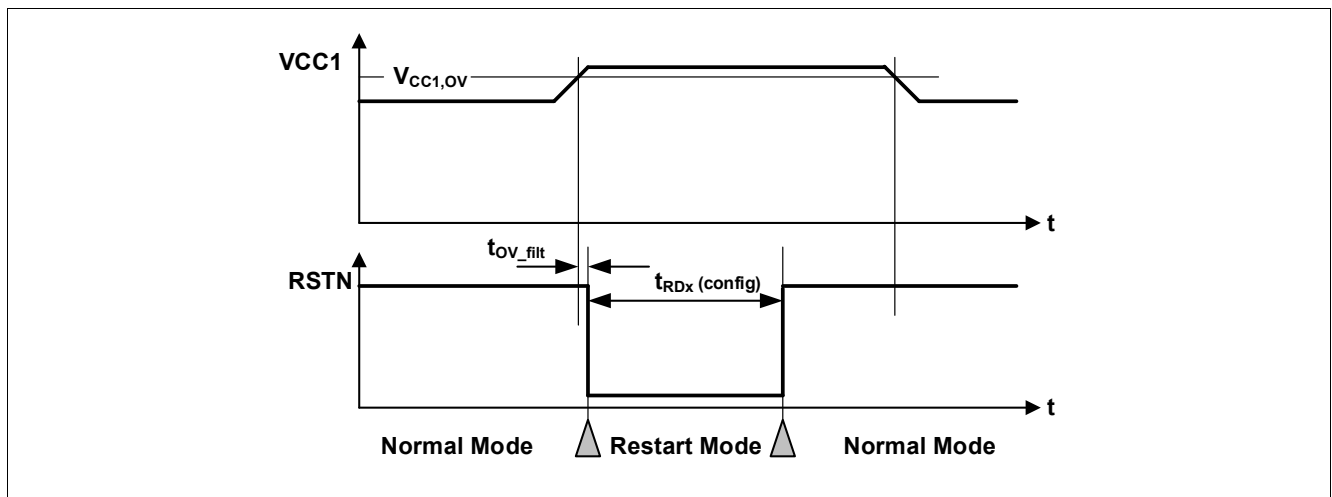 VCC1
VCC1,OV
t
tOV_filt
RSTN
tRDx (config)
t
Normal Mode
Restart Mode
Normal Mode